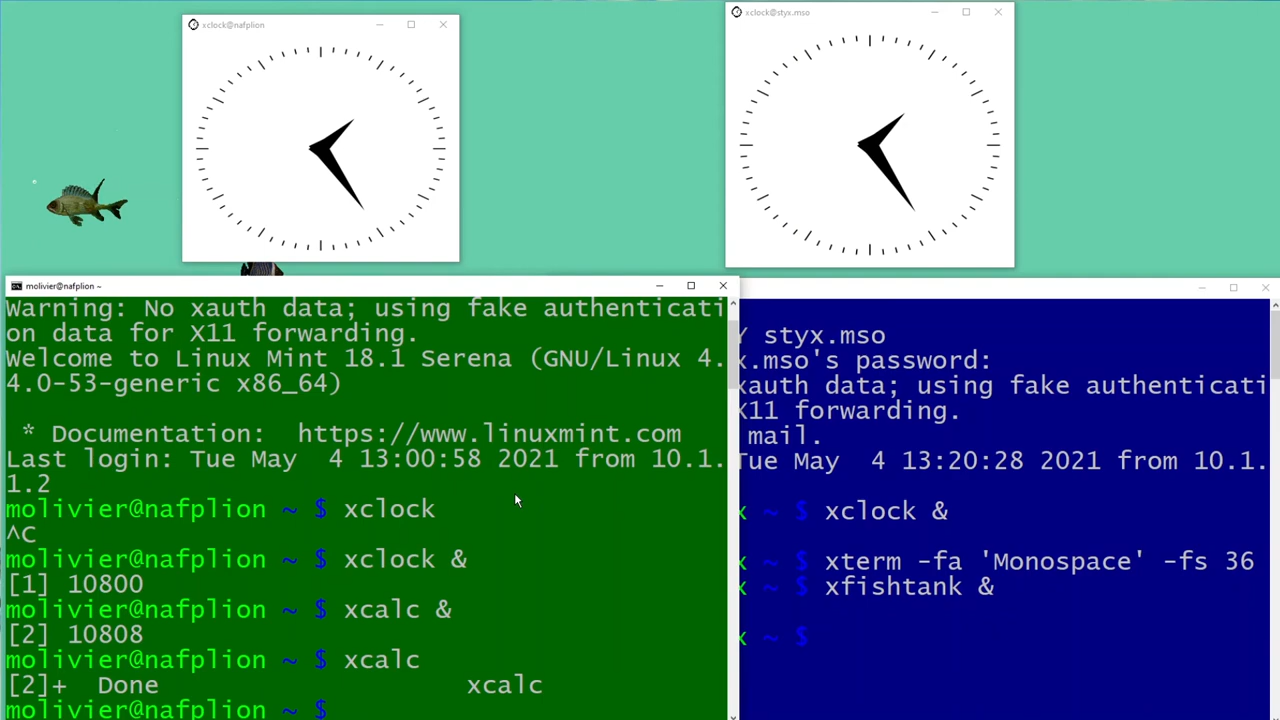 xclock@nafplion
xclock@styx.mso
molivier@nafplion ~
Warning: No xauth data; using fake authenticati
on data for X11 forwarding.
Welcome to Linux Mint 18.1 Serena (GNU/Linux 4.
4.0-53-generic x86_64)
* Documentation:  https://www.linuxmint.com
Last login: Tue May  4 13:00:58 2021 from 10.1.
1.2
molivier@nafplion ~ $ xclock
^C
molivier@nafplion ~ $ xclock &
[1] 10800
molivier@nafplion ~ $ xcalc &
[2] 10808
molivier@nafplion ~ $ xcalc
[2]+  Done                    xcalc
molivier@nafplion ~ $
Y styx.mso
x.mso's password:
xauth data; using fake authenticati
X11 forwarding.
mail.
Tue May  4 13:20:28 2021 from 10.1.
x ~ $ xclock &
x ~ $ xterm -fa 'Monospace' -fs 36
x ~ $ xfishtank &
x ~ $